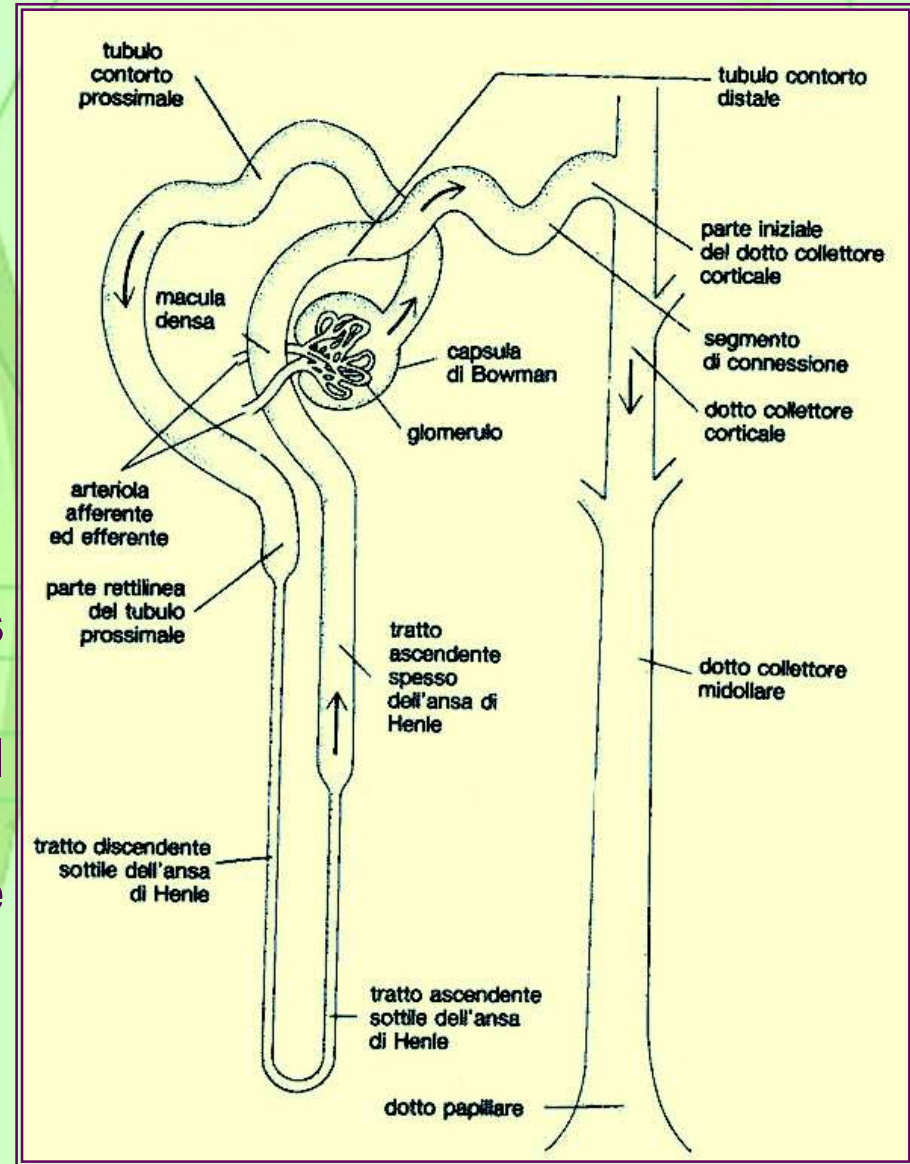 tubulo
contorto
prossimale
tubulo contorto
distale
parte iniziale
del dotto collettore
corticale
macula
densa
capsula
di Bowman
segmento
di connessione
glomerulo
dotto collettore
corticale
arteriola
afferente
ed efferente
parte rettilinea
del tubulo
prossimale
tratto
ascendente
spesso
dell'ansa di
Henle
dotto collettore
midollare
tratto discendente
sottile dell'ansa
di Henle
tratto ascendente
sottile dell'ansa
di Henle
dotto papillare